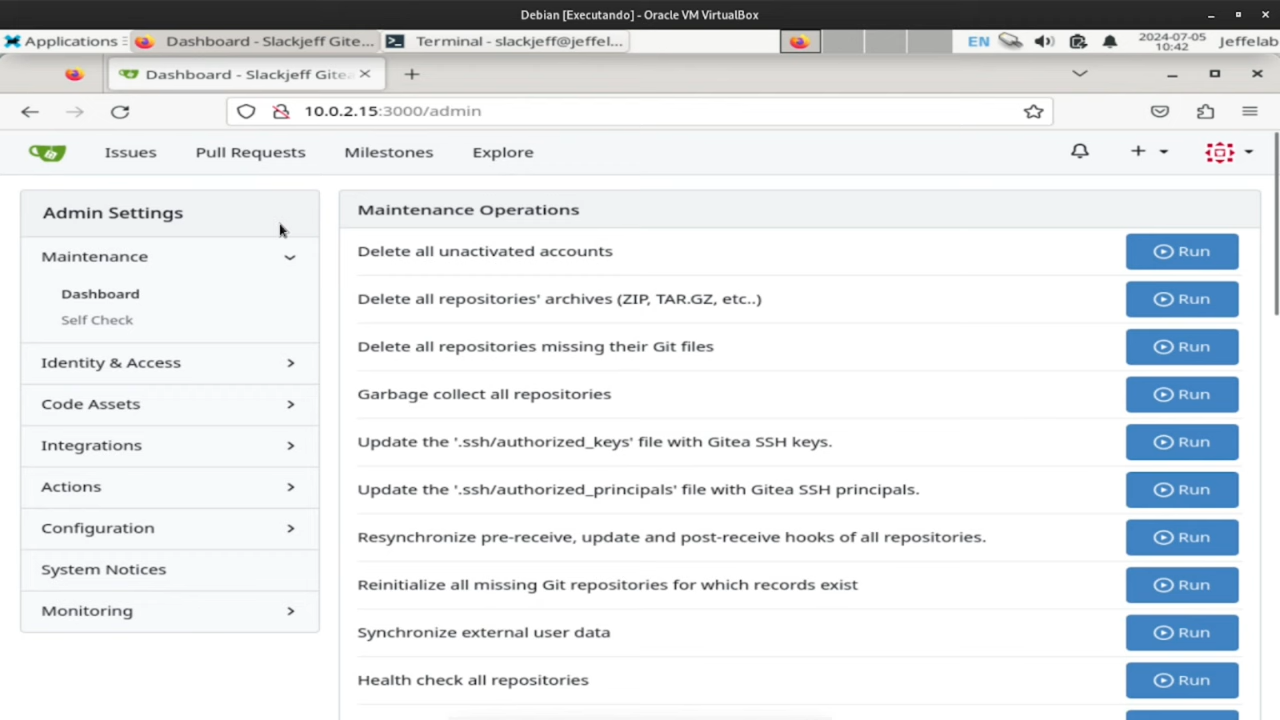 Debian [Executando] - Oracle VM VirtualBox
Applications Dashboard - Slackjeff Gite... Terminal - slackjeff@jeffel... EN 2024-07-05 10:42 Jeffelab
Dashboard - Slackjeff Gitea
10.0.2.15:3000/admin
Issues Pull Requests Milestones Explore
Admin Settings
Maintenance
Dashboard
Self Check
Identity & Access
Code Assets
Integrations
Actions
Configuration
System Notices
Monitoring
Maintenance Operations
Delete all unactivated accounts Run
Delete all repositories' archives (ZIP, TAR.GZ, etc..) Run
Delete all repositories missing their Git files Run
Garbage collect all repositories Run
Update the '.ssh/authorized_keys' file with Gitea SSH keys. Run
Update the '.ssh/authorized_principals' file with Gitea SSH principals. Run
Resynchronize pre-receive, update and post-receive hooks of all repositories. Run
Reinitialize all missing Git repositories for which records exist Run
Synchronize external user data Run
Health check all repositories Run